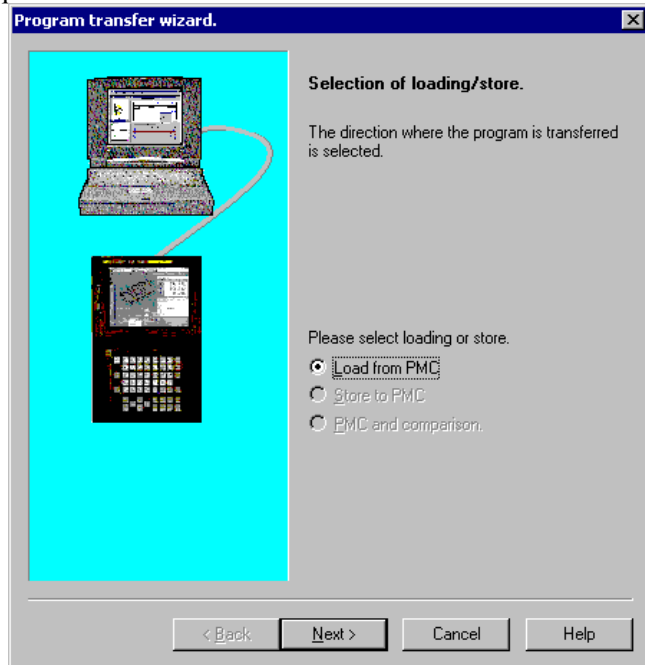 Program transfer wizard.
Selection of loading/store.
The direction where the program is transferred
is selected.
Please select loading or store.
Load from PMC
Store to PMC
PMC and comparison.
< Back
Next >
Cancel
Help